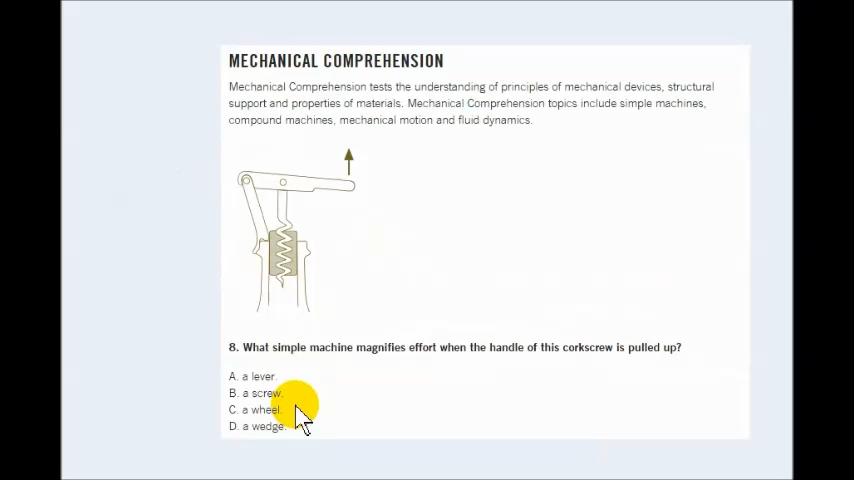 MECHANICAL COMPREHENSION
Mechanical Comprehension tests the understanding of principles of mechanical devices, structural
support and properties of materials. Mechanical Comprehension topics include simple machines,
compound machines, mechanical motion and fluid dynamics.
8. What simple machine magnifies effort when the handle of this corkscrew is pulled up?
A. a lever.
B. a screw.
C. a wheel.
D. a wedge.